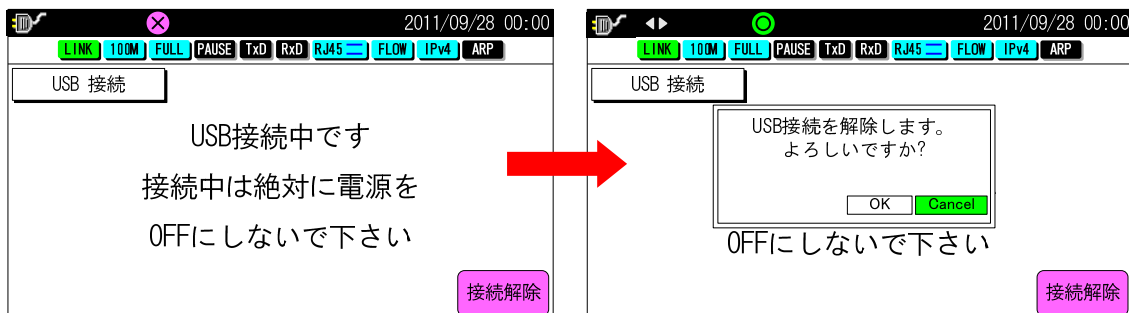 2011/09/28 00:00
LINK 100M FULL PAUSE TxD RxD RJ45 FLOW IPv4 ARP
USB 接続
USB接続中です
接続中は絶対に電源を
OFFにしないで下さい
接続解除
2011/09/28 00:00
LINK 100M FULL PAUSE TxD RxD RJ45 FLOW IPv4 ARP
USB 接続
USB接続を解除します。
よろしいですか?
OK Cancel
OFFにしないで下さい
接続解除